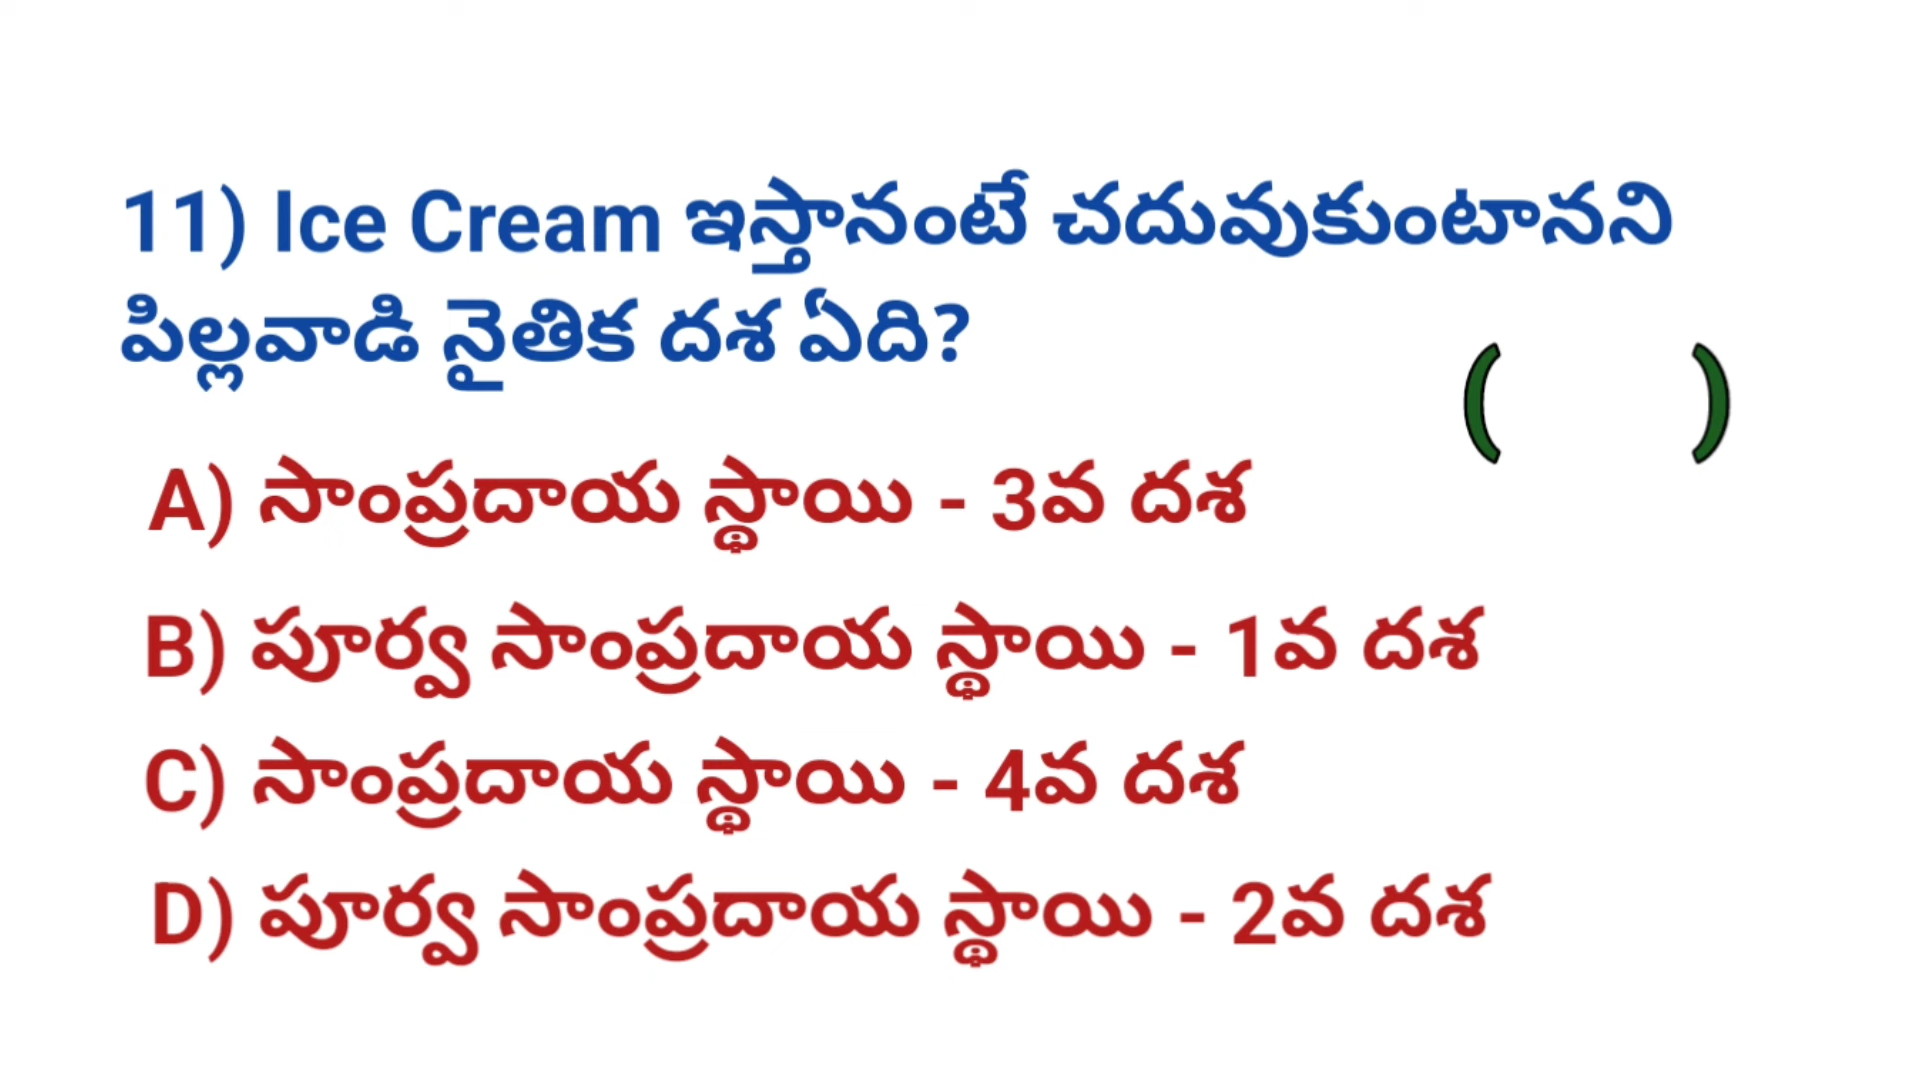 11) Ice Cream ఇస్తానంటే చదువుకుంటానని
పిల్లవాడి నైతిక దశ ఏది?
( )
A) సాంప్రదాయ స్థాయి - 3వ దశ
B) పూర్వ సాంప్రదాయ స్థాయి - 1వ దశ
C) సాంప్రదాయ స్థాయి - 4వ దశ
D) పూర్వ సాంప్రదాయ స్థాయి - 2వ దశ